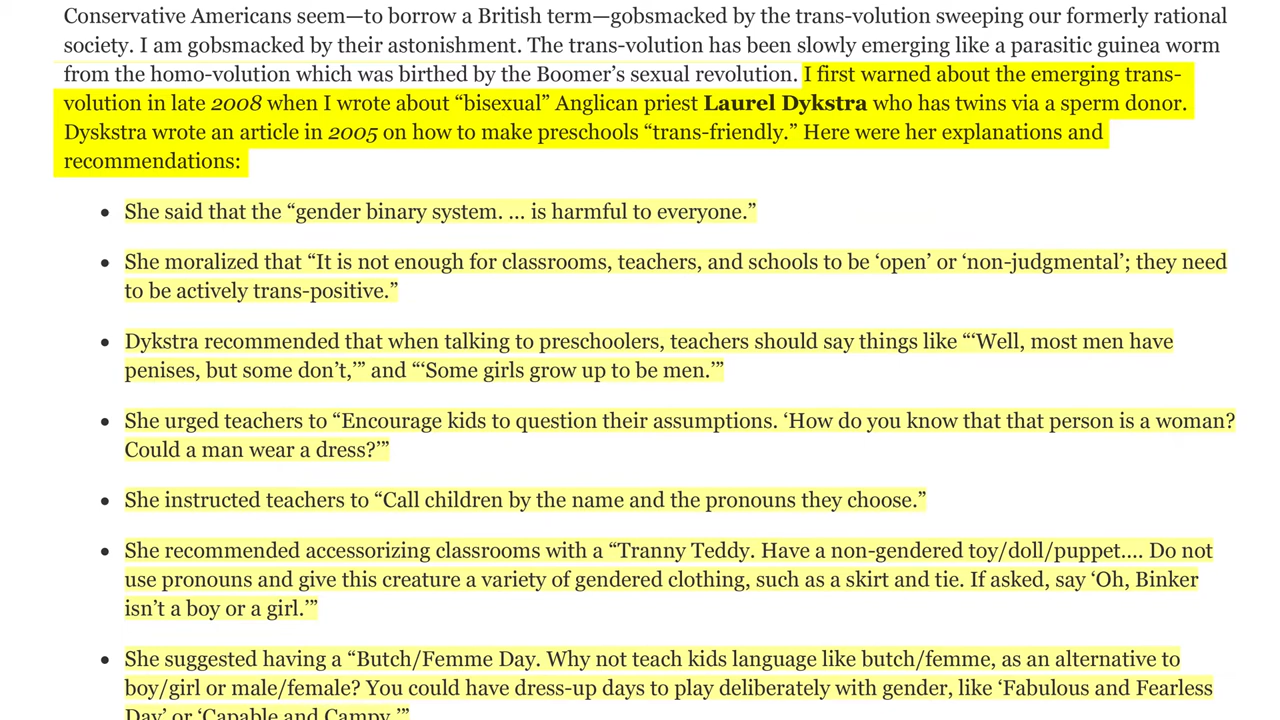 Conservative Americans seem—to borrow a British term—gobsmacked by the trans-volution sweeping our formerly rational
society. I am gobsmacked by their astonishment. The trans-volution has been slowly emerging like a parasitic guinea worm
from the homo-volution which was birthed by the Boomer’s sexual revolution. I first warned about the emerging trans-
volution in late 2008 when I wrote about “bisexual” Anglican priest Laurel Dykstra who has twins via a sperm donor.
Dyskstra wrote an article in 2005 on how to make preschools “trans-friendly.” Here were her explanations and
recommendations:
• She said that the “gender binary system. ... is harmful to everyone.”
• She moralized that “It is not enough for classrooms, teachers, and schools to be ‘open’ or ‘non-judgmental’; they need
to be actively trans-positive.”
• Dykstra recommended that when talking to preschoolers, teachers should say things like “‘Well, most men have
penises, but some don’t,’” and “‘Some girls grow up to be men.’”
• She urged teachers to “Encourage kids to question their assumptions. ‘How do you know that that person is a woman?
Could a man wear a dress?’”
• She instructed teachers to “Call children by the name and the pronouns they choose.”
• She recommended accessorizing classrooms with a “Tranny Teddy. Have a non-gendered toy/doll/puppet.... Do not
use pronouns and give this creature a variety of gendered clothing, such as a skirt and tie. If asked, say ‘Oh, Binker
isn’t a boy or a girl.’”
• She suggested having a “Butch/Femme Day. Why not teach kids language like butch/femme, as an alternative to
boy/girl or male/female? You could have dress-up days to play deliberately with gender, like ‘Fabulous and Fearless
Day’ or ‘Capable and Campy.’”